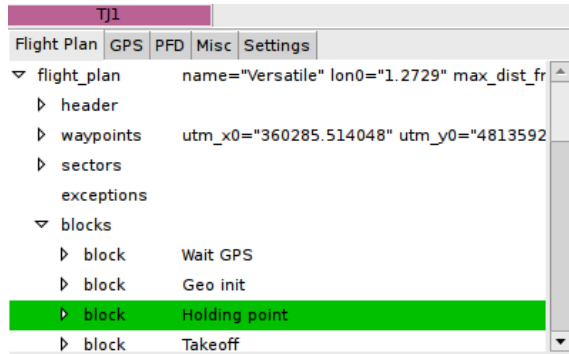 TJ1
Flight Plan GPS PFD Misc Settings
flight_plan name="Versatile" lon0="1.2729" max_dist_fr
header
waypoints utm_x0="360285.514048" utm_y0="4813592
sectors
exceptions
blocks
block Wait GPS
block Geo init
block Holding point
block Takeoff